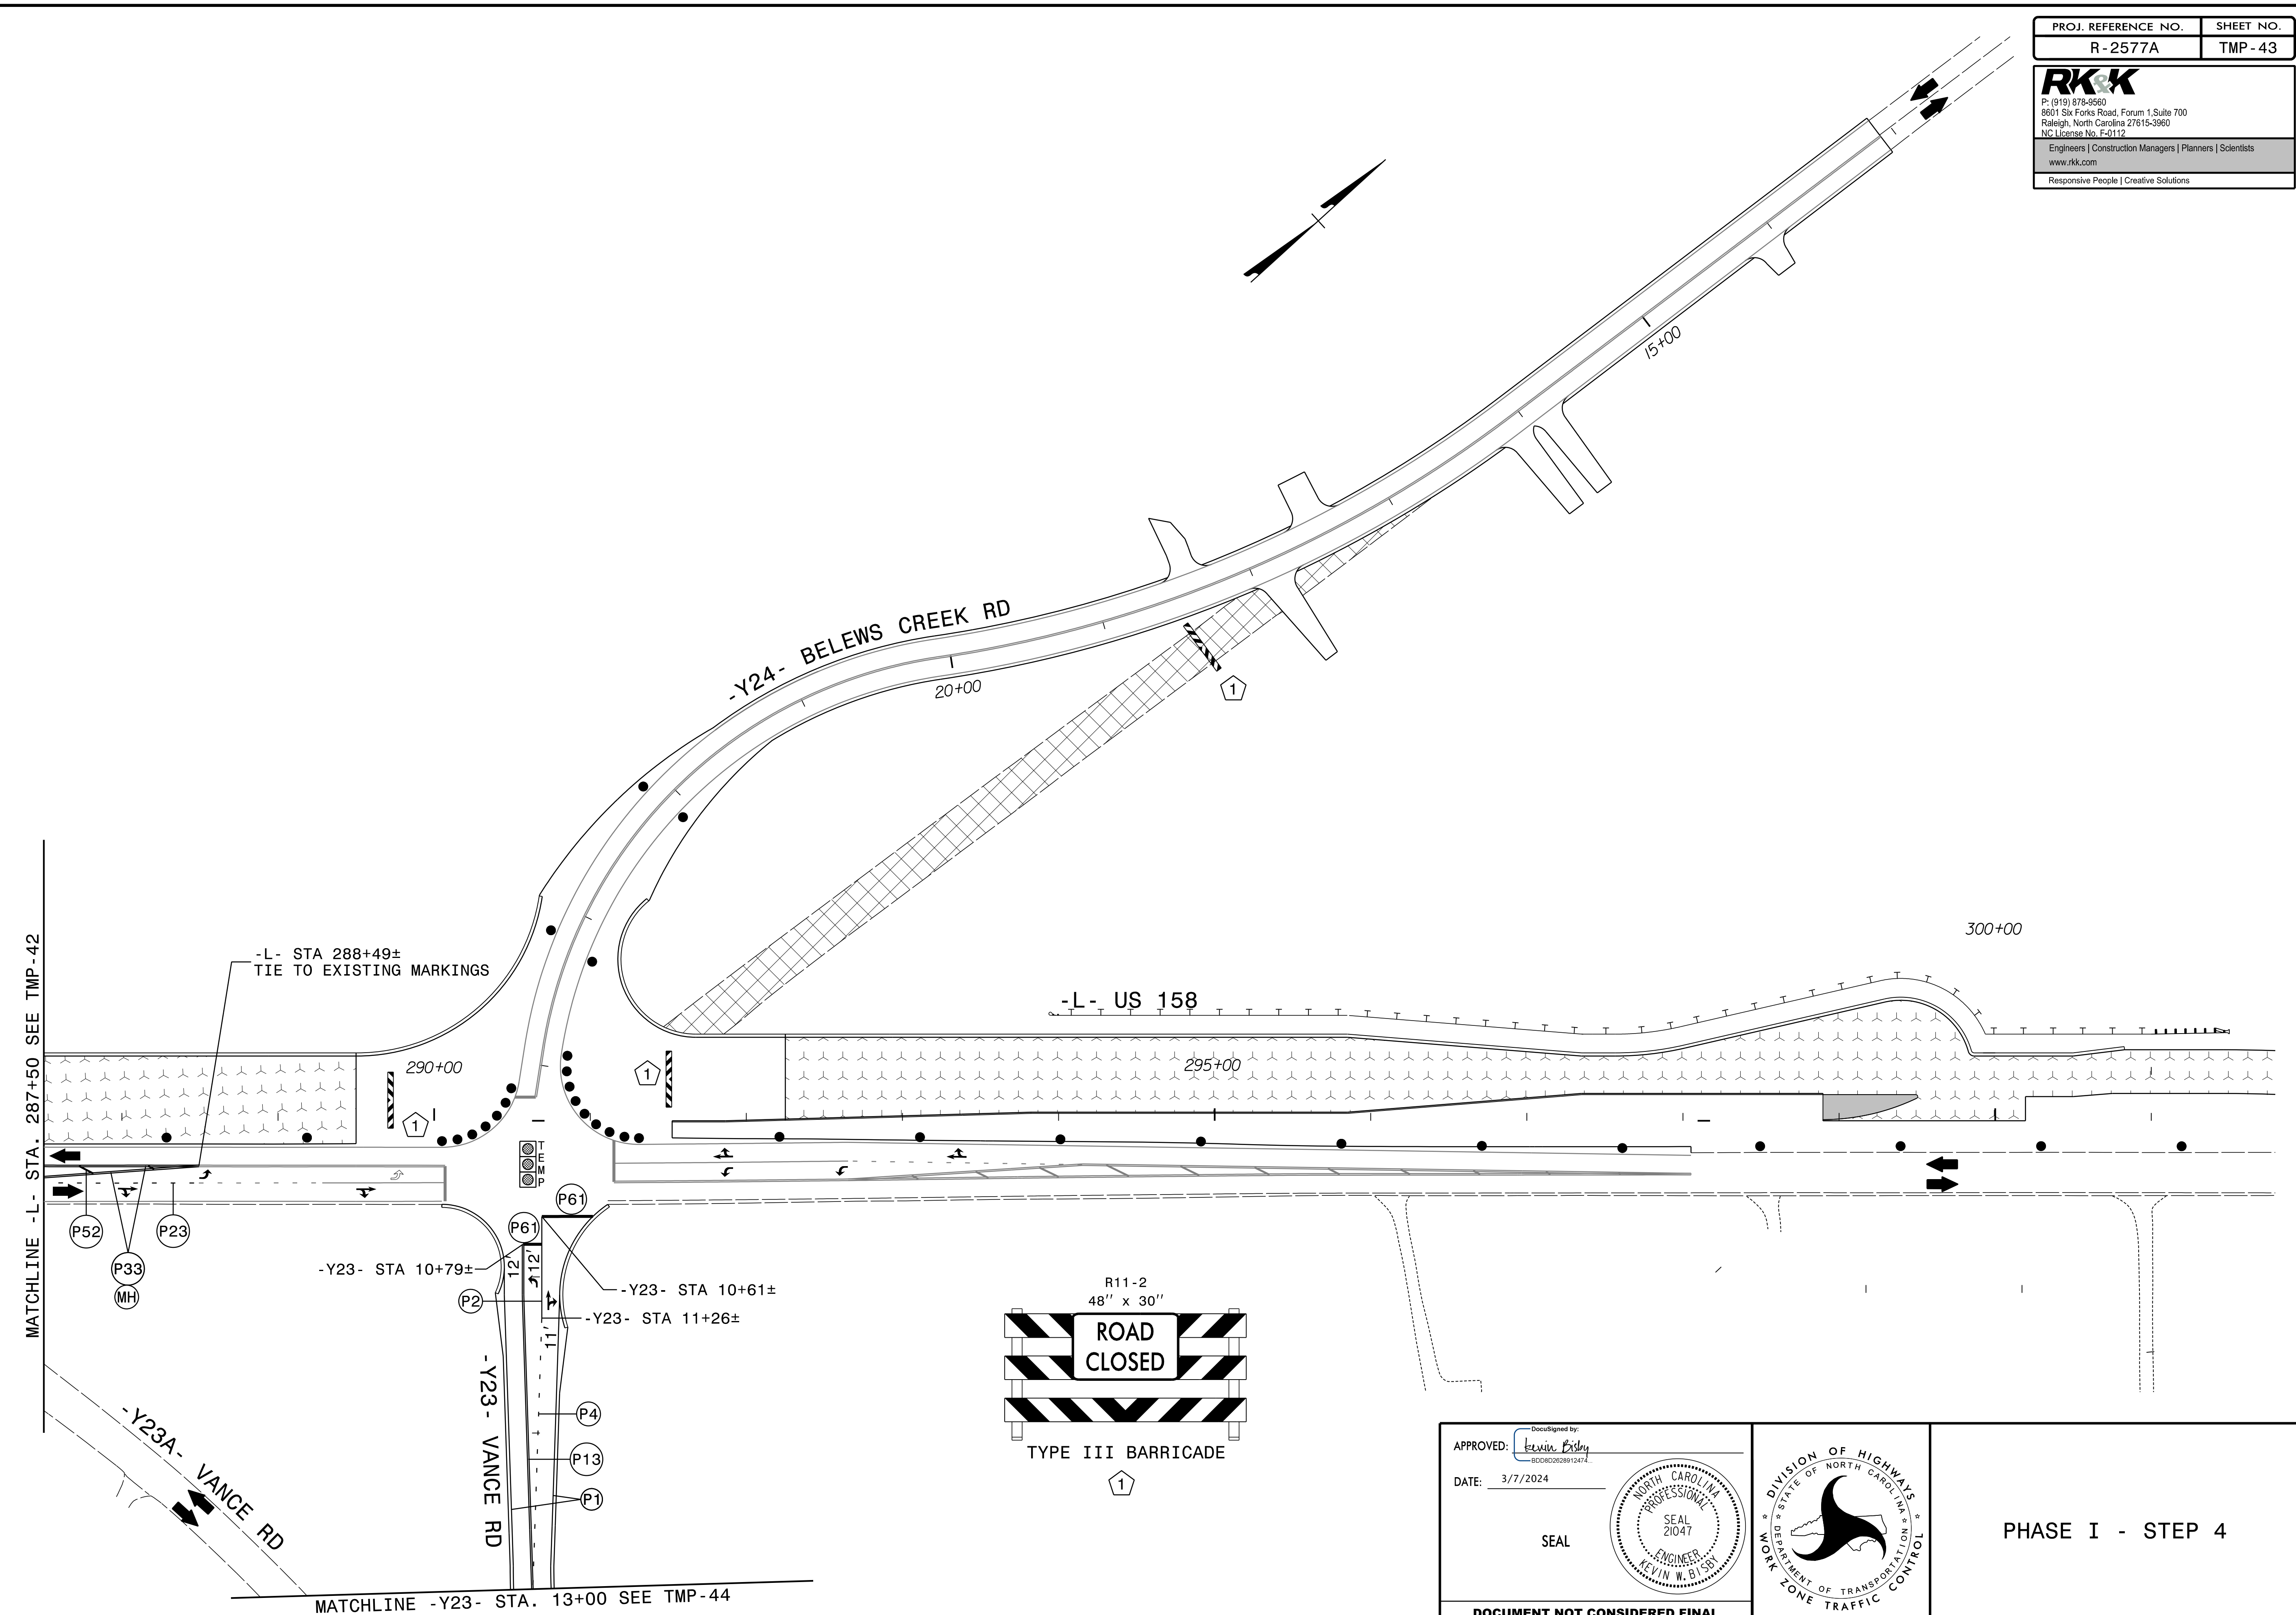 PROJ. REFERENCE NO.
SHEET NO.
R-2577A
TMP-43
RK&K
P: (919) 878-9560
8601 Six Forks Road, Forum 1,Suite 700
Raleigh, North Carolina 27615-3960
NC License No. F-0112
Engineers | Construction Managers | Planners | Scientists
www.rkk.com
Responsive People | Creative Solutions
15+00
-Y24- BELEWS CREEK RD
20+00
1
300+00
-L- STA 288+49±
TIE TO EXISTING MARKINGS
MATCHLINE -L- STA. 287+50 SEE TMP-42
-L- US 158
290+00
1
295+00
1
TEMP
P61
P52
P23
P61
P33
MH
12'
12'
-Y23- STA 10+79±
-Y23- STA 10+61±
P2
-Y23- STA 11+26±
11'
R11-2
48'' x 30''
ROAD
CLOSED
TYPE III BARRICADE
1
-Y23- VANCE RD
P4
P13
P1
-Y23A- VANCE RD
MATCHLINE -Y23- STA. 13+00 SEE TMP-44
APPROVED:
DocuSigned by:
Kevin Bisby
BDD8D2628912474...
DATE:
3/7/2024
SEAL
NORTH CAROLINA
PROFESSIONAL
SEAL
21047
ENGINEER
KEVIN W. BISBY
DOCUMENT NOT CONSIDERED FINAL
DIVISION OF HIGHWAYS
STATE OF NORTH CAROLINA
DEPARTMENT OF TRANSPORTATION
WORK ZONE TRAFFIC CONTROL
PHASE I - STEP 4